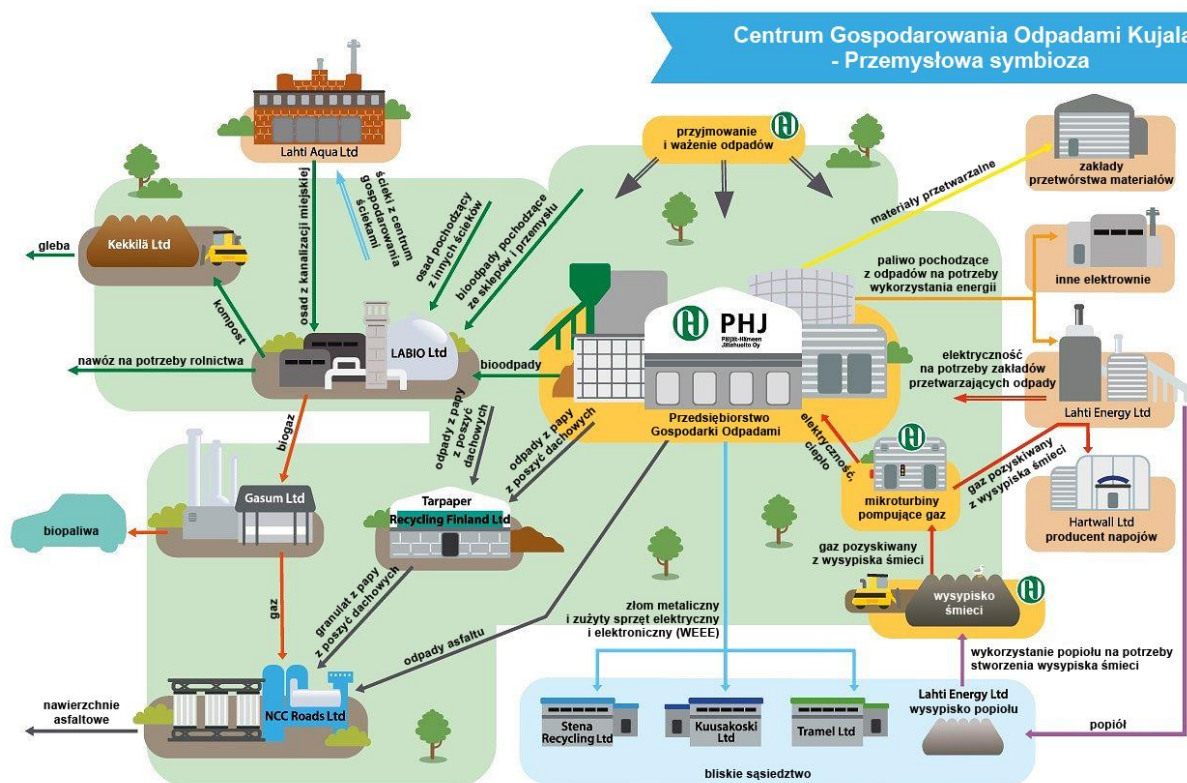 Centrum Gospodarowania Odpadami Kujala
- Przemysłowa symbioza
Lahti Aqua Ltd
przyjmowanie
i ważenie odpadów
zakłady
przetwórstwa materiałów
materiały przetwarzalne
osad z kanalizacji miejskiej
ścieki z centrum
gospodarowania
ściekami
osad pochodzący
z innych ścieków
bioodpady pochodzące
ze sklepów i przemysłu
gleba
Kekkilä Ltd
kompost
paliwo pochodzące
z odpadów na potrzeby
wykorzystania energii
inne elektrownie
PHJ
Päijät-Hämeen
Jätehuolto Oy
LABIO Ltd
nawóz na potrzeby rolnictwa
bioodpady
elektryczność
na potrzeby zakładów
przetwarzających odpady
Lahti Energy Ltd
Przedsiębiorstwo
Gospodarki Odpadami
biogaz
odpady z papy
z poszyć
dachowych
odpady z papy
z poszyć dachowych
elektryczność,
ciepło
gaz pozyskiwany
z wysypiska śmieci
Gasum Ltd
Tarpaper
Recycling Finland Ltd
mikroturbiny
pompujące gaz
Hartwall Ltd
producent napojów
biopaliwa
gaz pozyskiwany
z wysypiska śmieci
wysypisko
śmieci
gaz
granulat z papy
z poszyć dachowych
odpady asfaltu
złom metaliczny
i zużyty sprzęt elektryczny
i elektroniczny (WEEE)
wykorzystanie popiołu na potrzeby
stworzenia wysypiska śmieci
nawierzchnie
asfaltowe
NCC Roads Ltd
Stena
Recycling Ltd
Kuusakoski
Ltd
Tramel Ltd
Lahti Energy Ltd
wysypisko popiołu
popiół
bliskie sąsiedztwo